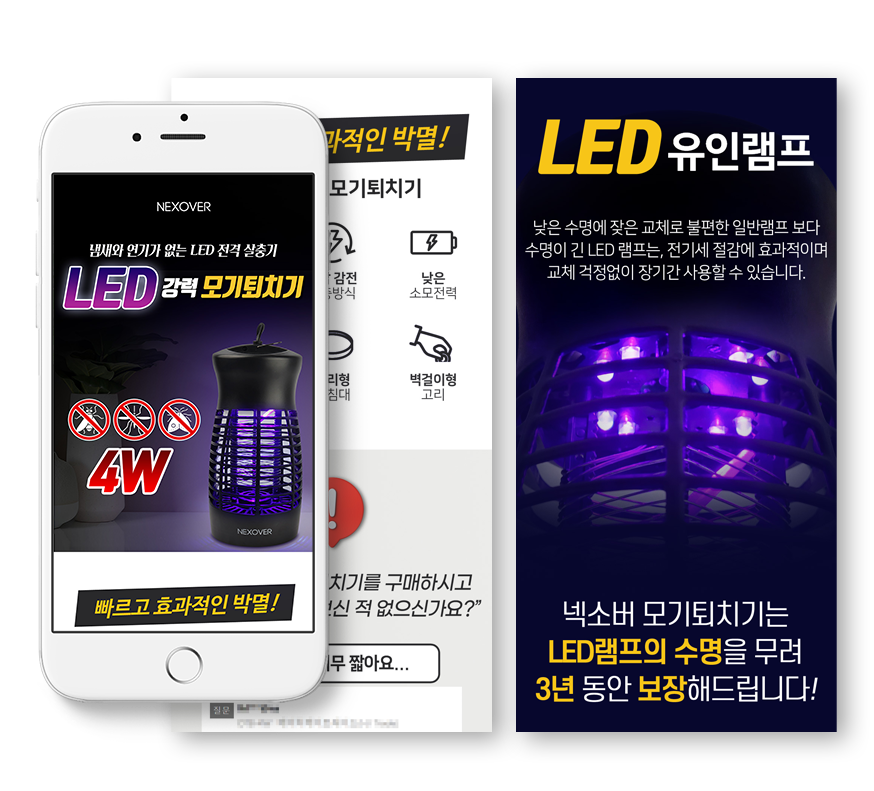 NEXOVER
냄새와 연기가 없는 LED 전격 살충기
LED 강력 모기퇴치기
4W
NEXOVER
빠르고 효과적인 박멸!
과적인 박멸!
모기퇴치기
감전
방식
낮은
소모전력
리형
침대
벽걸이형
고리
치기를 구매하시고
신 적 없으신가요?”
무 짧아요...
질문
LED 유인램프
낮은 수명에 잦은 교체로 불편한 일반램프 보다
수명이 긴 LED 램프는, 전기세 절감에 효과적이며
교체 걱정없이 장기간 사용할 수 있습니다.
넥소버 모기퇴치기는
LED램프의 수명을 무려
3년 동안 보장해드립니다!